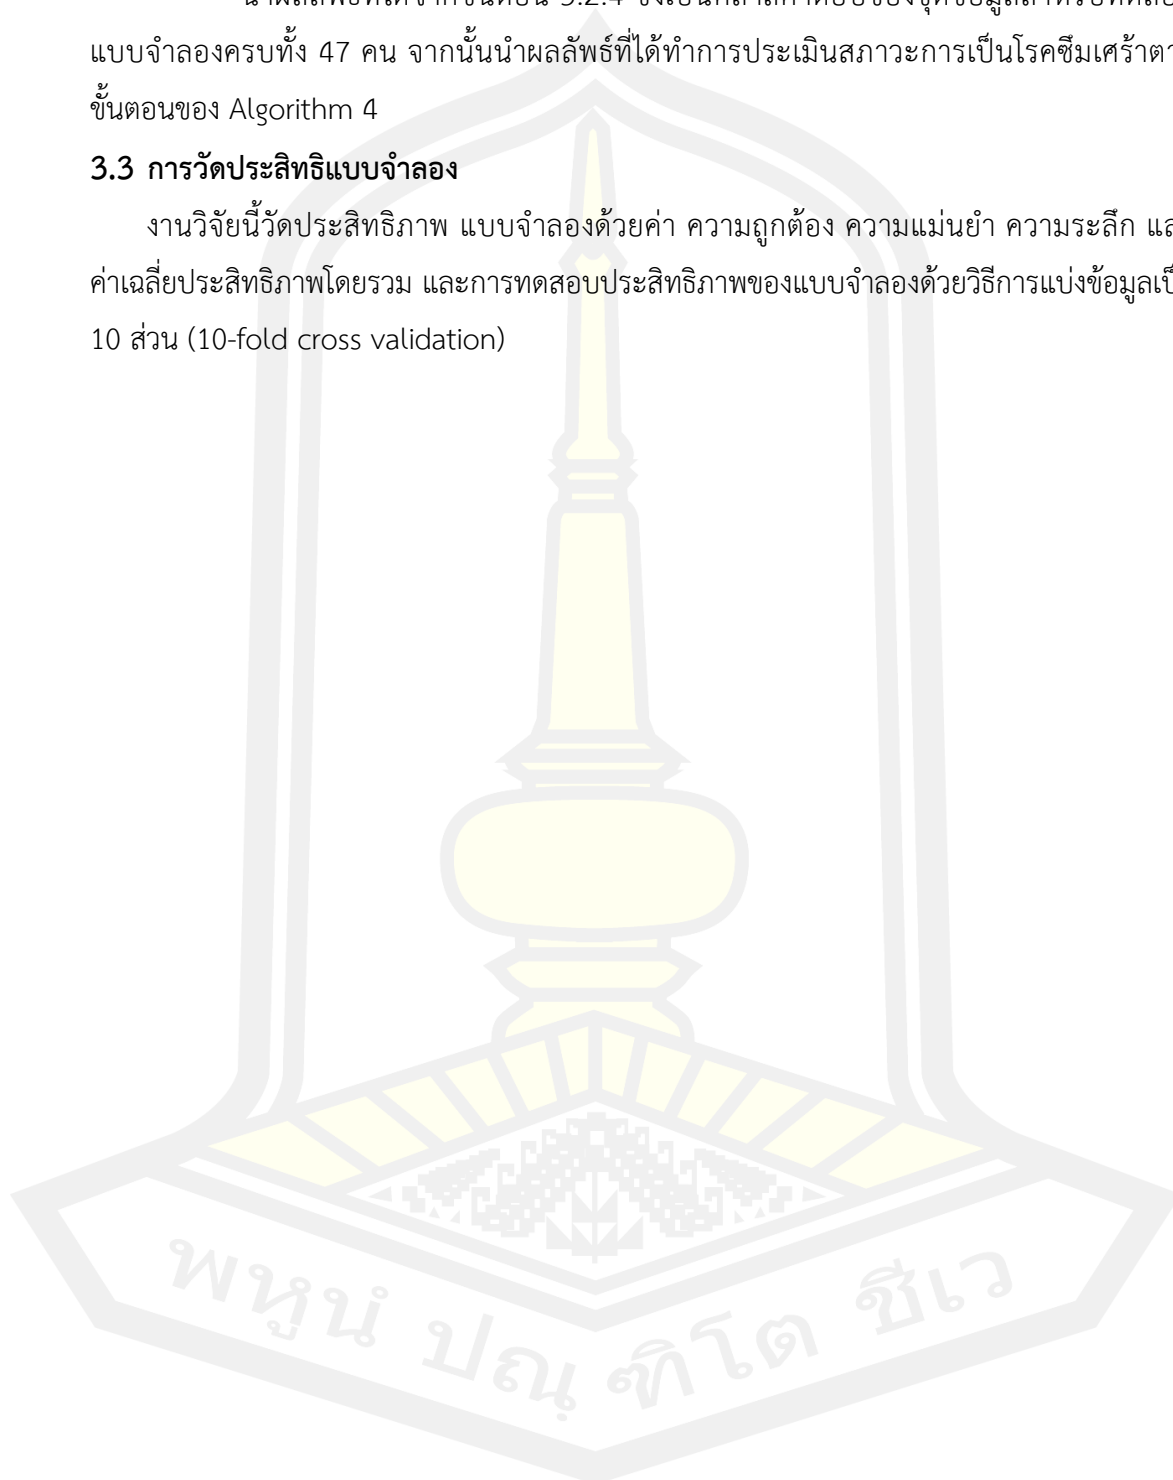 แบบจำลองครบทั้ง 47 คน จากนั้นนำผลลัพธ์ที่ได้ทำการประเมินสภาวะการเป็นโรคซึมเศร้าตา
ขั้นตอนของ Algorithm 4
3.3 การวัดประสิทธิแบบจำลอง
งานวิจัยนี้วัดประสิทธิภาพ แบบจำลองด้วยค่า ความถูกต้อง ความแม่นยำ ความระลึก แล
ค่าเฉลี่ยประสิทธิภาพโดยรวม และการทดสอบประสิทธิภาพของแบบจำลองด้วยวิธีการแบ่งข้อมูลเป็
10 ส่วน (10-fold cross validation)
พหูนํ ปณฺฑิโต ชีเว